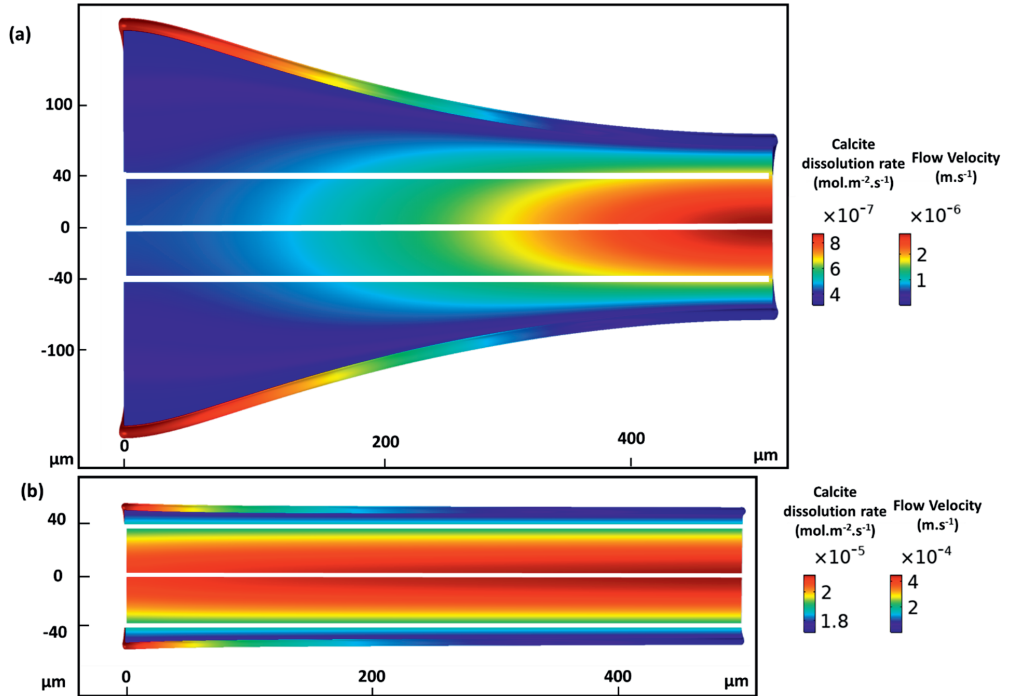 (a)
100
40
0
-40
-100
µm
0
200
400
µm
Calcite
dissolution rate
(mol.m⁻².s⁻¹)
Flow Velocity
(m.s⁻¹)
×10⁻⁷
8
6
4
×10⁻⁶
2
1
(b)
40
0
-40
µm
0
200
400
µm
Calcite
dissolution rate
(mol.m⁻².s⁻¹)
Flow Velocity
(m.s⁻¹)
×10⁻⁵
2
1.8
×10⁻⁴
4
2